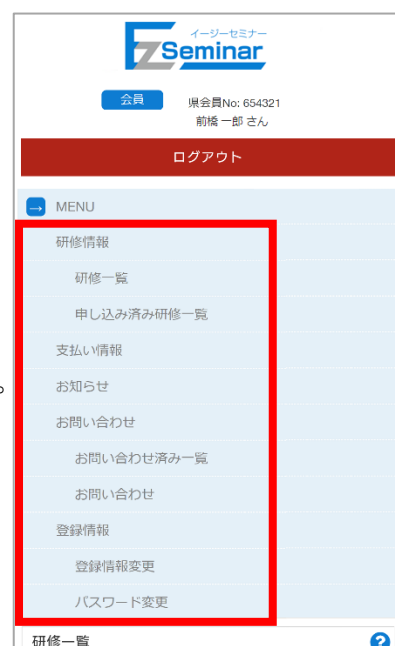 イージーセミナー
EZSeminar
会員
県会員No: 654321
前橋 一郎 さん
ログアウト
→ MENU
研修情報
研修一覧
申し込み済み研修一覧
支払い情報
お知らせ
お問い合わせ
お問い合わせ済み一覧
お問い合わせ
登録情報
登録情報変更
パスワード変更
研修一覧 ?